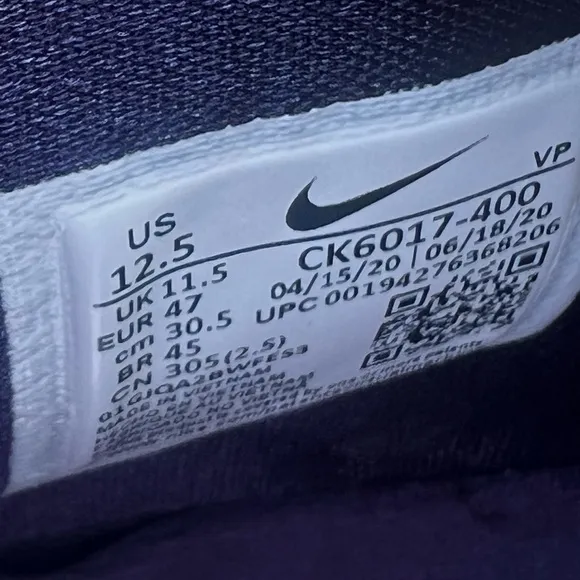 VP
US
12.5
UK 11.5
EUR 47
cm 30.5
BR 45
CN 305(2.5)
CK6017-400
04/15/20 | 06/18/20
UPC 00194276368206
MADE IN VIETNAM